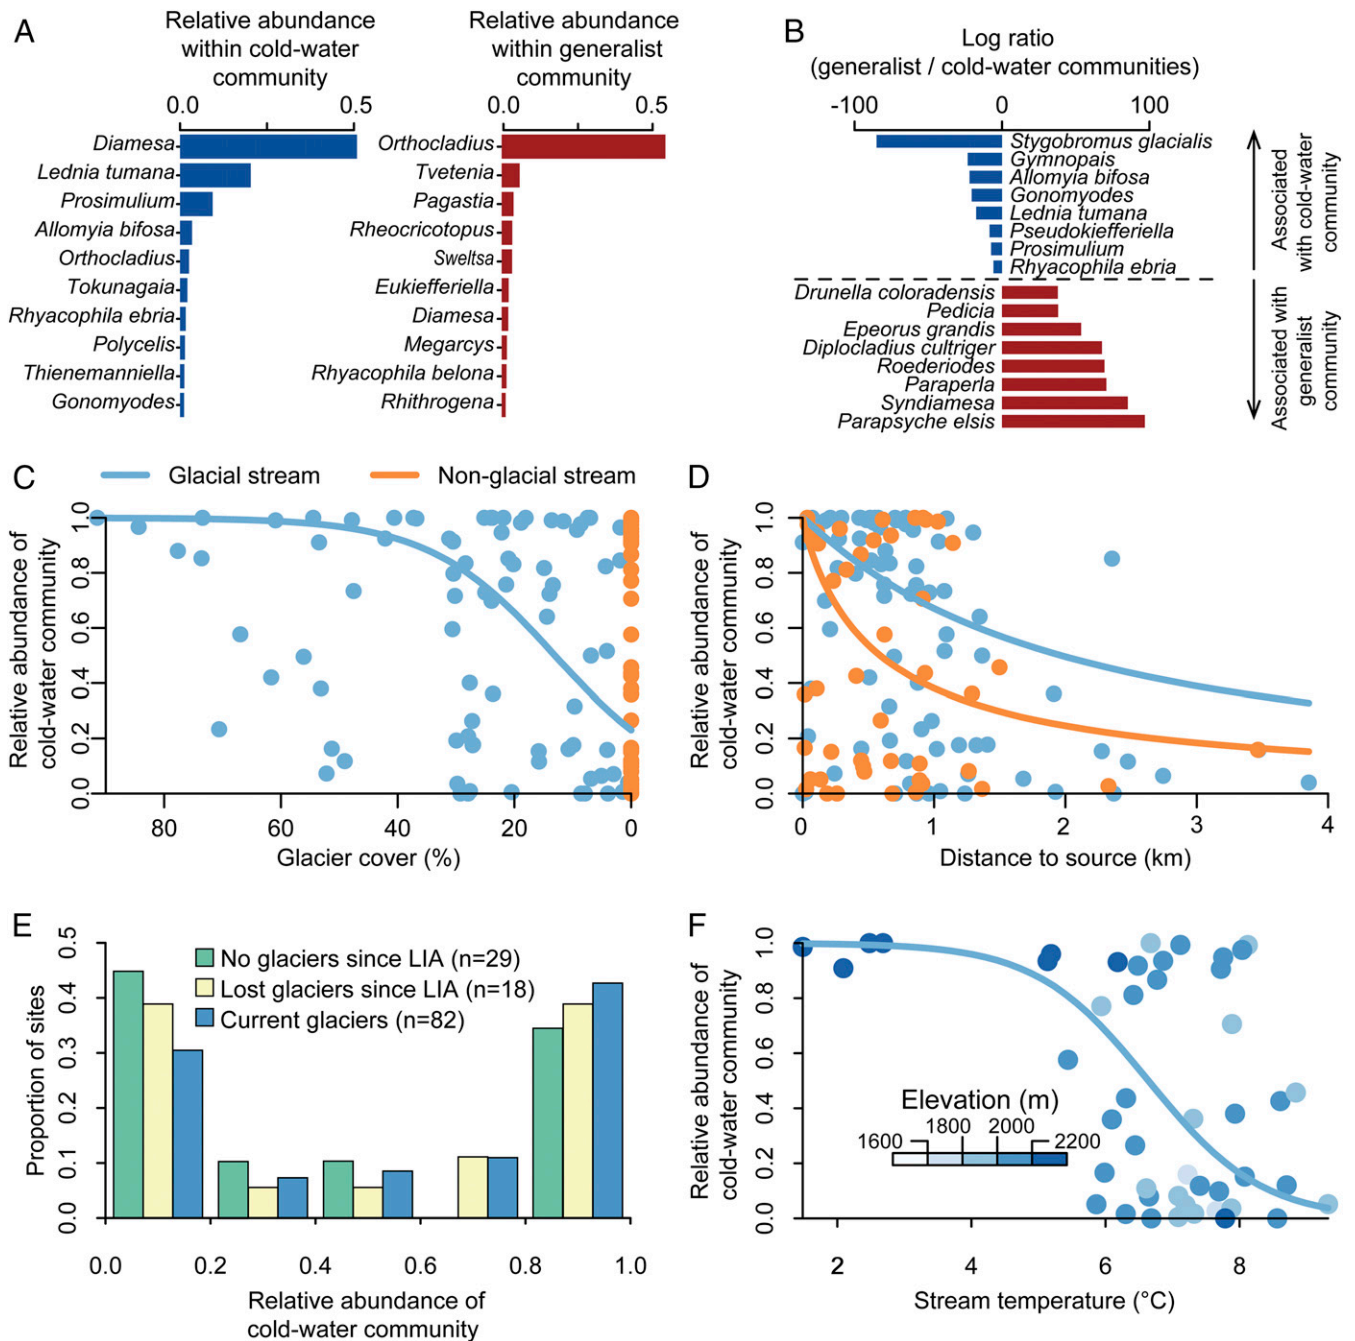 A
Relative abundance
within cold-water
community
0.0
0.5
Diamesa
Lednia tumana
Prosimulium
Allomyia bifosa
Orthocladius
Tokunagaia
Rhyacophila ebria
Polycelis
Thienemanniella
Gonomyodes
Relative abundance
within generalist
community
0.0
0.5
Orthocladius
Tvetenia
Pagastia
Rheocricotopus
Sweltsa
Eukiefferiella
Diamesa
Megarcys
Rhyacophila belona
Rhithrogena
B
Log ratio
(generalist / cold-water communities)
-100
0
100
Stygobromus glacialis
Gymnopais
Allomyia bifosa
Gonomyodes
Lednia tumana
Pseudokiefferiella
Prosimulium
Rhyacophila ebria
Drunella coloradensis
Pedicia
Epeorus grandis
Diplocladius cultriger
Roederiodes
Paraperla
Syndiamesa
Parapsyche elsis
Associated
with cold-water
community
Associated with
generalist
community
C
Glacial stream
Non-glacial stream
Relative abundance of
cold-water community
0.0 0.2 0.4 0.6 0.8 1.0
80 60 40 20 0
Glacier cover (%)
D
Relative abundance of
cold-water community
0.0 0.2 0.4 0.6 0.8 1.0
0 1 2 3 4
Distance to source (km)
E
No glaciers since LIA (n=29)
Lost glaciers since LIA (n=18)
Current glaciers (n=82)
Proportion of sites
0.0 0.1 0.2 0.3 0.4 0.5
0.0 0.2 0.4 0.6 0.8 1.0
Relative abundance of
cold-water community
F
Relative abundance of
cold-water community
0.0 0.2 0.4 0.6 0.8 1.0
Elevation (m)
1600 1800 2000 2200
2 4 6 8
Stream temperature (°C)